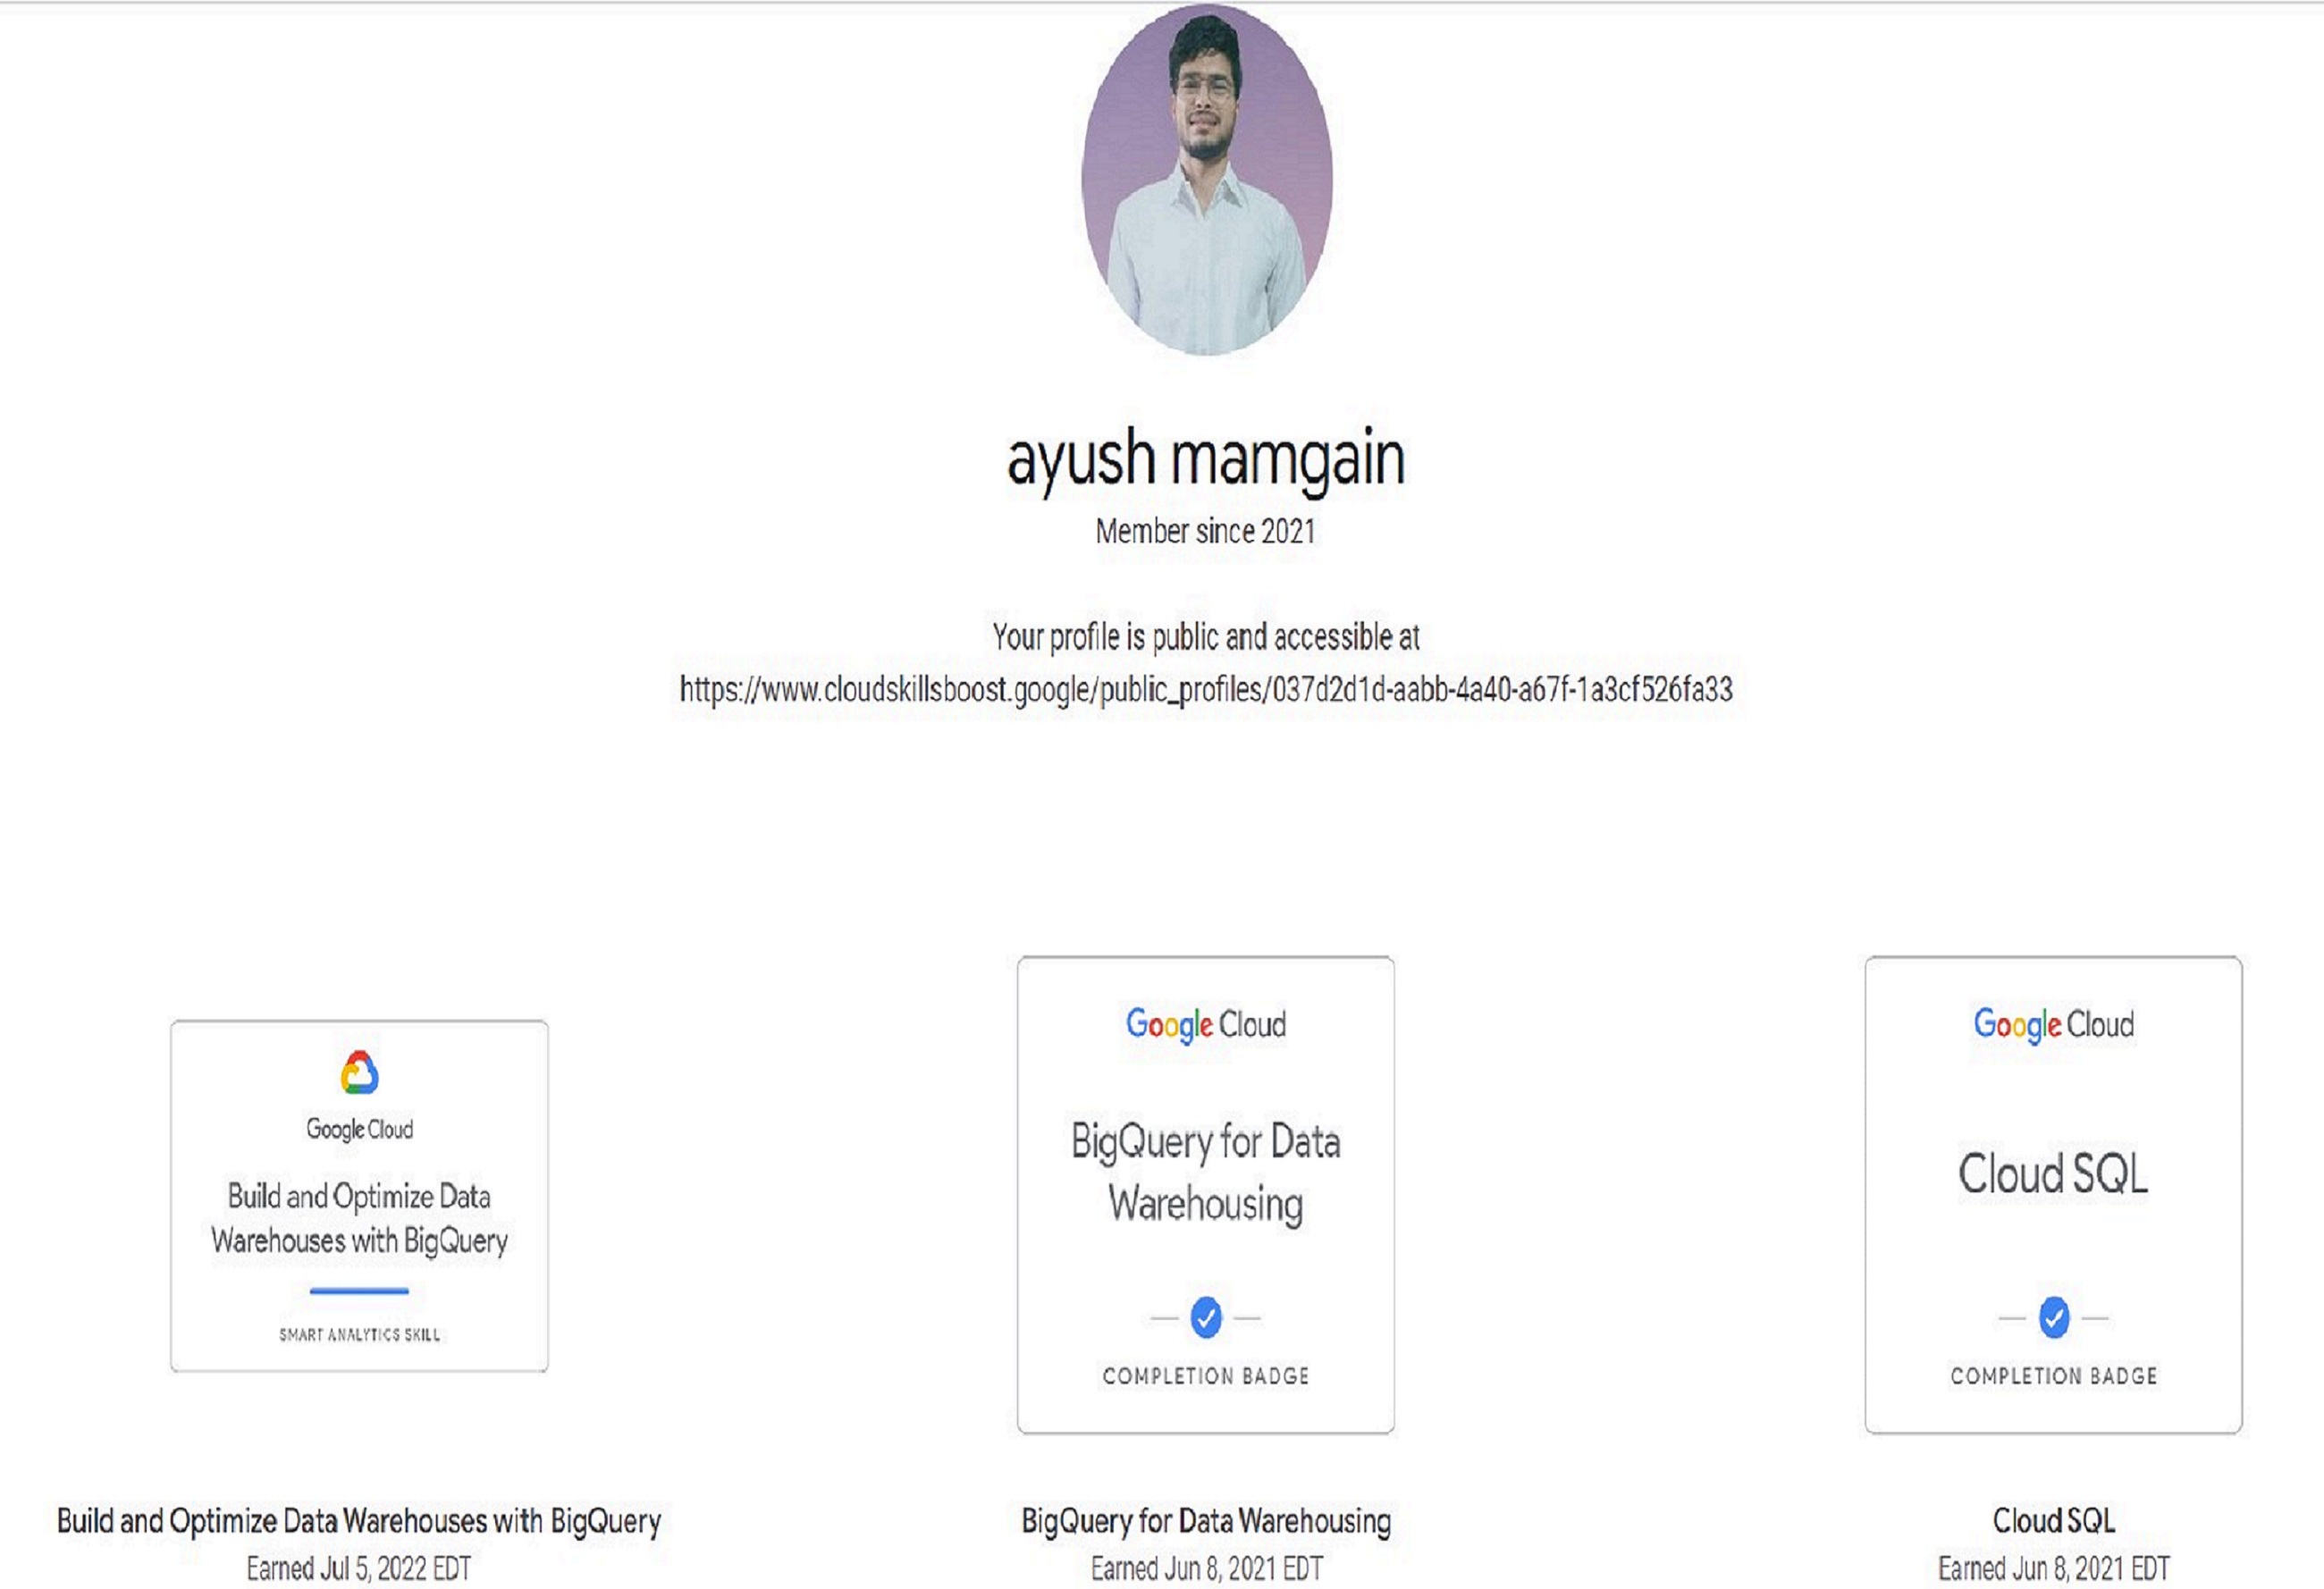 ayush mamgain
Member since 2021
Your profile is public and accessible at
https://www.cloudskillsboost.google/public_profiles/037d2d1d-aabb-4a40-a67f-1a3cf526fa33
Google Cloud
Build and Optimize Data
Warehouses with BigQuery
SMART ANALYTICS SKILL
Build and Optimize Data Warehouses with BigQuery
Earned Jul 5, 2022 EDT
Google Cloud
BigQuery for Data
Warehousing
COMPLETION BADGE
BigQuery for Data Warehousing
Earned Jun 8, 2021 EDT
Google Cloud
Cloud SQL
COMPLETION BADGE
Cloud SQL
Earned Jun 8, 2021 EDT